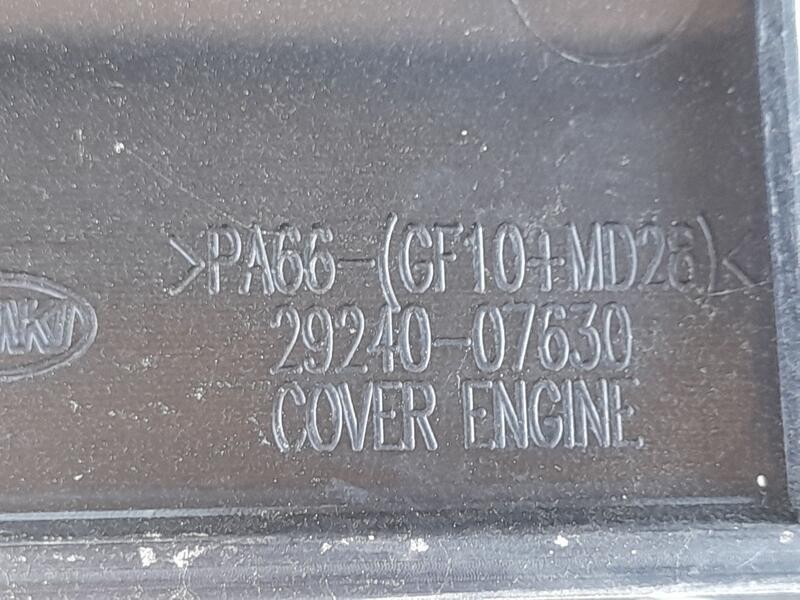 >PA66-(GF10+MD28)<
29240-07630
COVER ENGINE